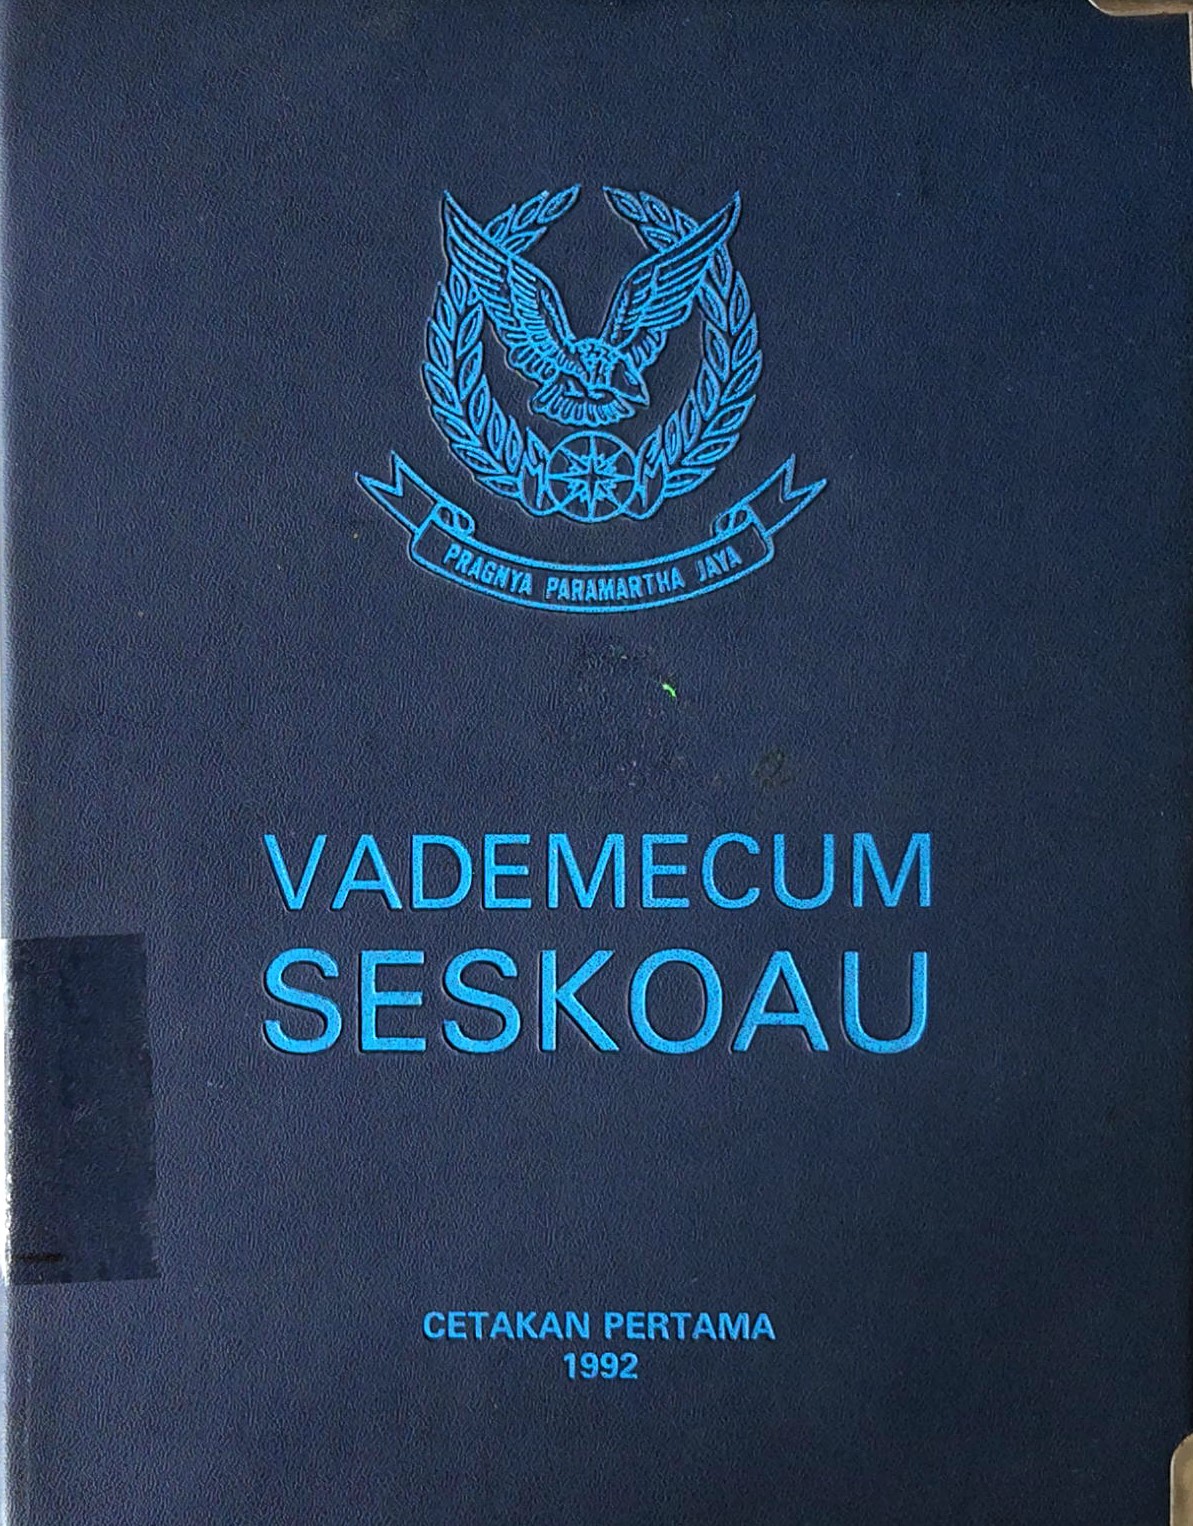 PRAGNYA PARAMARTHA JAYA
VADEMECUM
SESKOAU
CETAKAN PERTAMA
1992